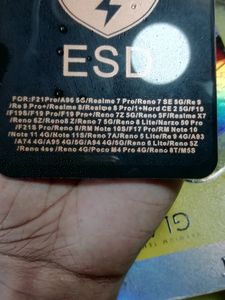 ESD
FOR:F21Pro/A96 5G/Realme 7 Pro/Reno 7 SE 5G/Re 9
/Re 9 Pro+/Realme 8/Realme 8 Pro/1+Nord CE 2 5G/F19
/F19S/F19 Pro/F19 Pro+/Reno 7Z 5G/Reno 5F/Realme X7
/Reno 6Z/Reno8 Z/Reno 7 5G/Reno 8 Lite/Narzo 50 Pro
/F21S Pro/Reno 8/RM Note 10S/F17 Pro/RM Note 10
/Note 11 4G/Note 11S/Reno 7A/Reno 5 Lite/Re 9 4G/A93
/A74 4G/A95 4G/5G/A94 4G/5G/Reno 6 Lite/Reno 5Z
/Reno 4se /Reno 4G/Poco M4 Pro 4G/Reno 8T/M5S
GL